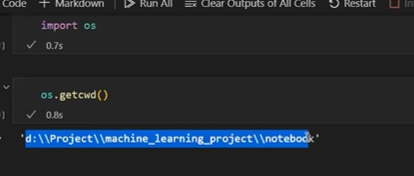 Code + Markdown Run All Clear Outputs of All Cells Restart
import os
0.7s
os.getcwd()
0.8s
'd:\\Project\\machine_learning_project\\notebook'